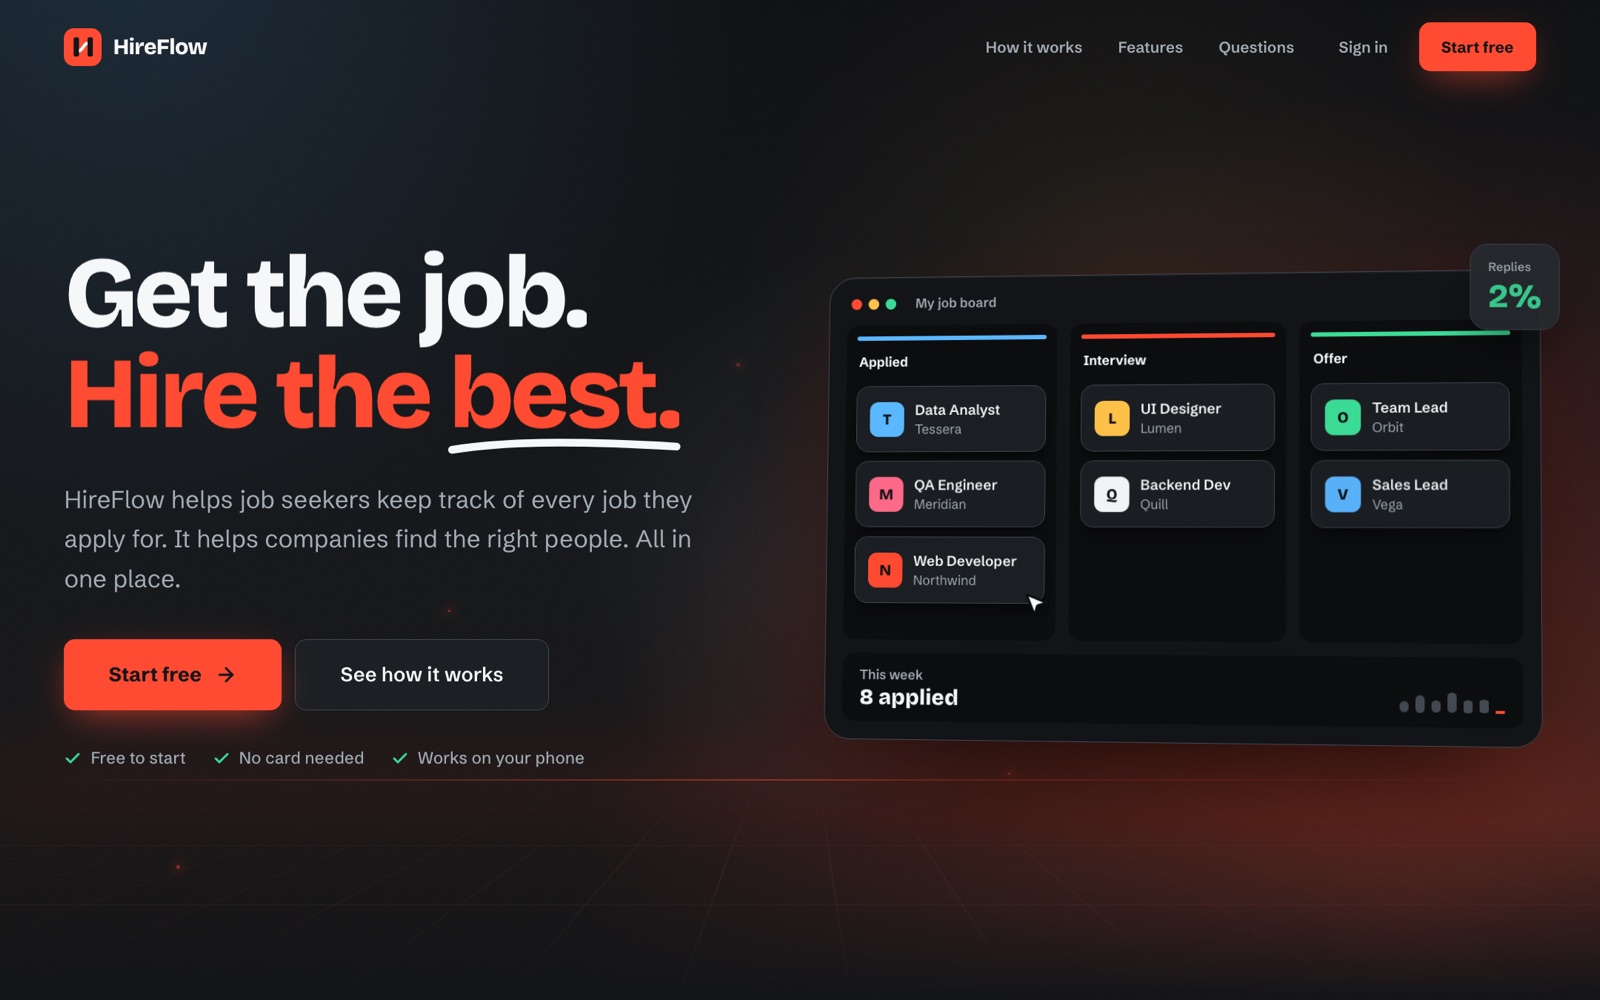 HireFlow
How it works
Features
Questions
Sign in
Start free
Get the job.
Hire the best.
HireFlow helps job seekers keep track of every job they
apply for. It helps companies find the right people. All in
one place.
Start free
See how it works
Free to start
No card needed
Works on your phone
My job board
Replies
2%
Applied
T
Data Analyst
Tessera
M
QA Engineer
Meridian
N
Web Developer
Northwind
Interview
L
UI Designer
Lumen
Q
Backend Dev
Quill
Offer
O
Team Lead
Orbit
V
Sales Lead
Vega
This week
8 applied